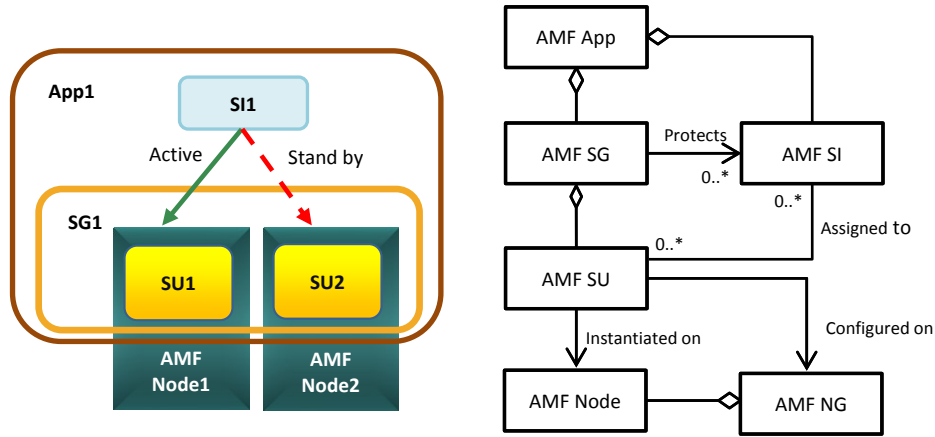 App1
SI1
Active
Stand by
SG1
SU1
SU2
AMF
Node1
AMF
Node2
AMF App
AMF SG
Protects
0..*
AMF SI
0..*
Assigned to
0..*
AMF SU
Instantiated on
Configured on
AMF Node
AMF NG